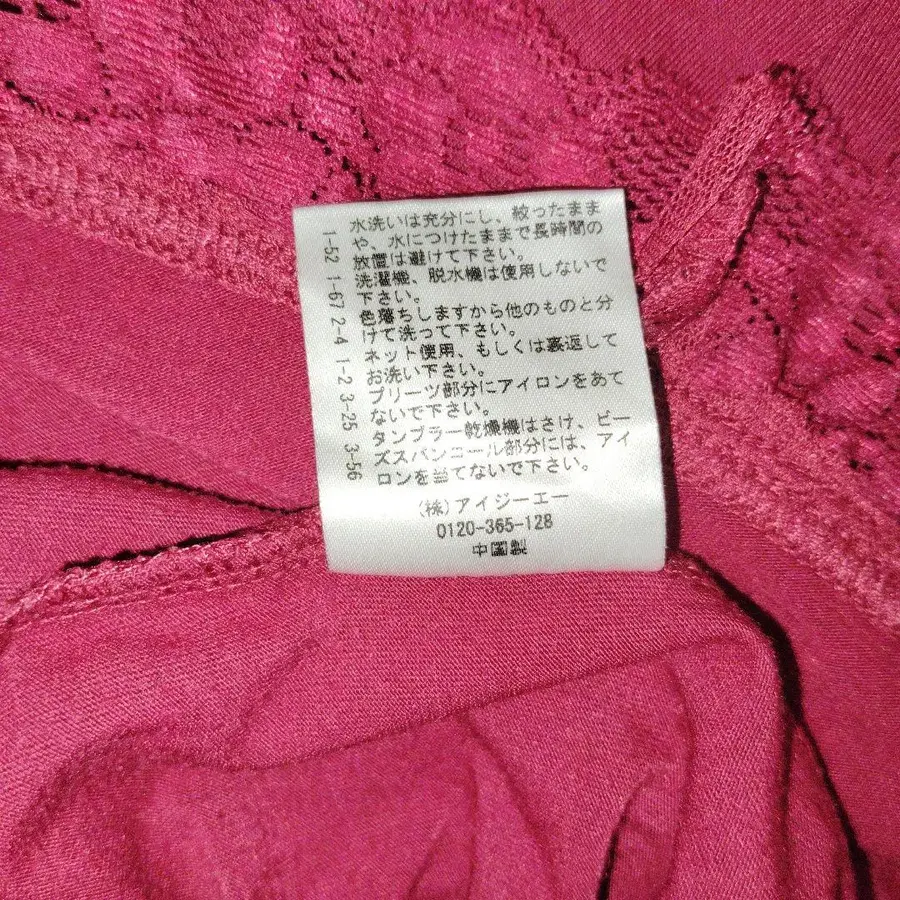 水洗いは充分にし、絞ったまま
や、水につけたままで長時間の
放置は避けて下さい。
洗濯機、脱水機は使用しないで
下さい。
色落ちしますから他のものと分
けて洗って下さい。
ネット使用、もしくは裏返して
お洗い下さい。
プリーツ部分にアイロンをあて
ないで下さい。
タンブラー乾燥機はさけ、ビー
ズスパンコール部分には、アイ
ロンを当てないで下さい。
(株)アイジーエー
0120-365-128
中国製
1-52 1-67 2-4 1-2 3-25 3-56